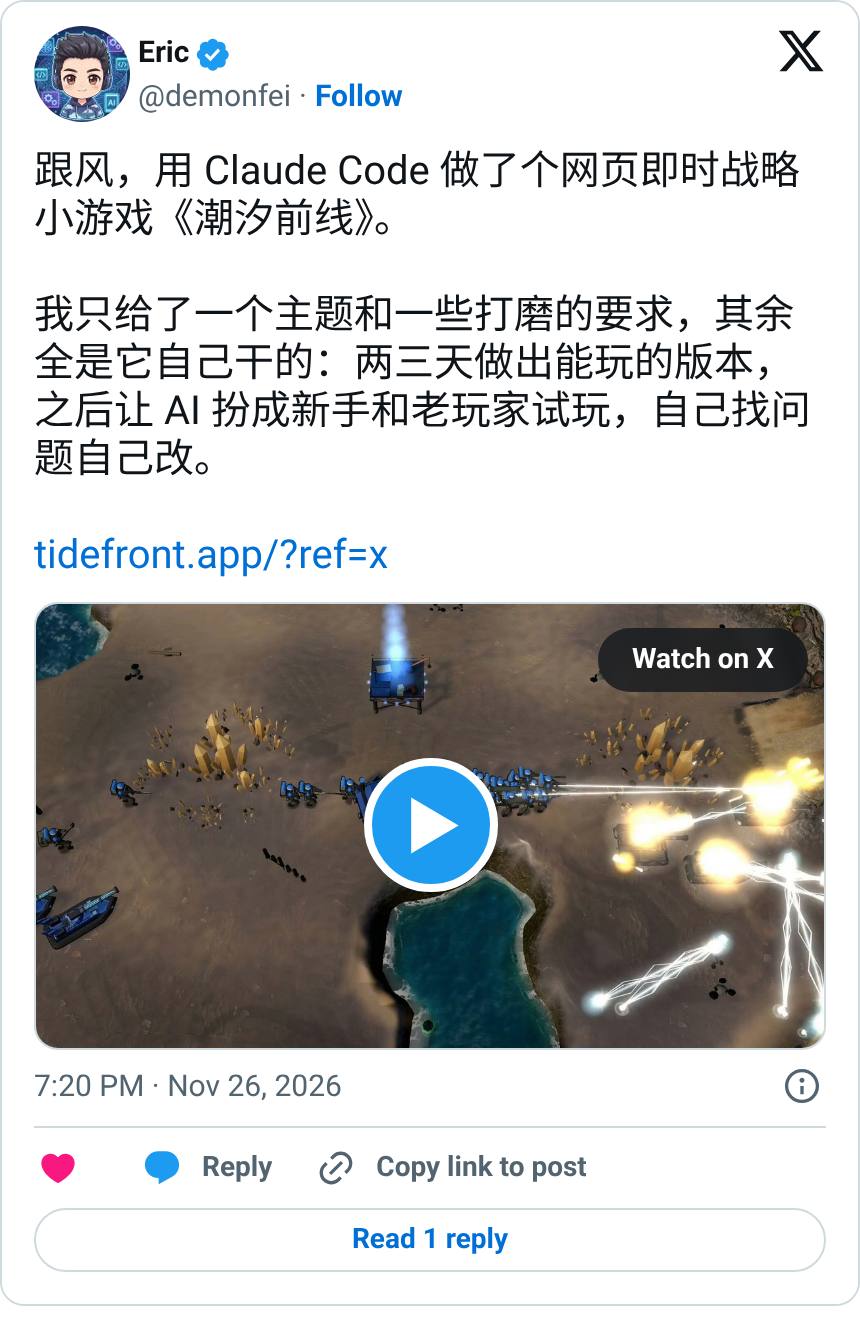 Eric
@demonfei · Follow
跟风，用 Claude Code 做了个网页即时战略
小游戏《潮汐前线》。
我只给了一个主题和一些打磨的要求，其余
全是它自己干的：两三天做出能玩的版本，
之后让 AI 扮成新手和老玩家试玩，自己找问
题自己改。
tidefront.app/?ref=x
Watch on X
7:20 PM · Nov 26, 2026
Reply
Copy link to post
Read 1 reply